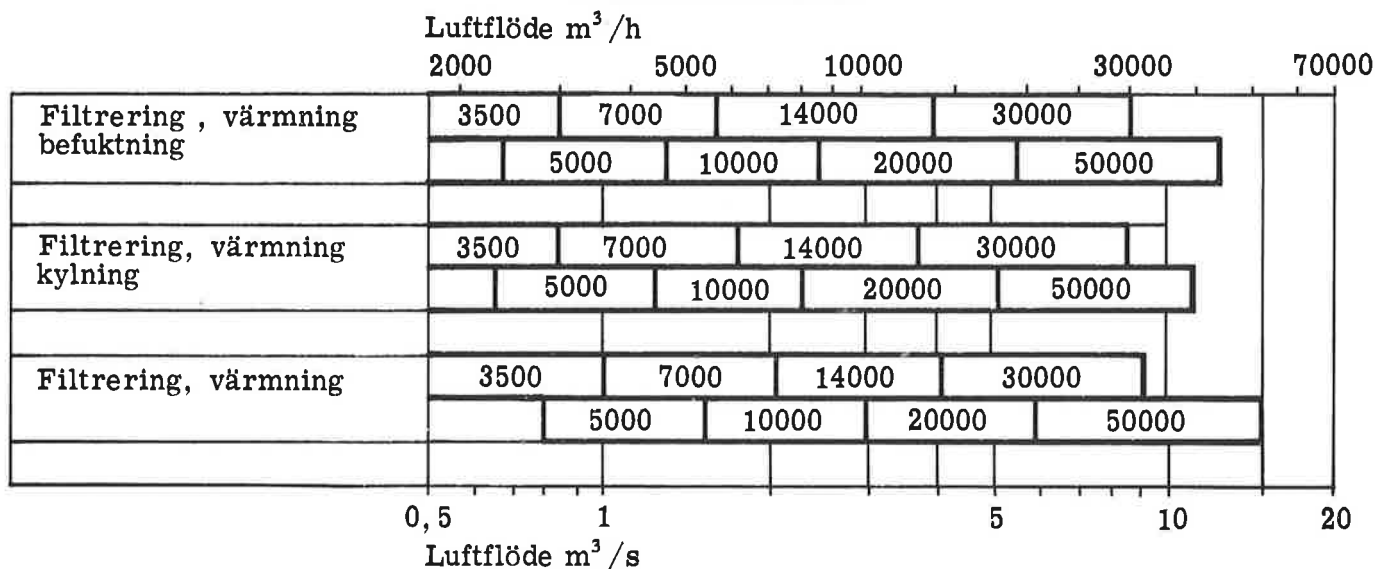 Luftflöde m³/h
2000 5000 10000 30000 70000
Filtrering , värmning 3500 7000 14000 30000
befuktning 5000 10000 20000 50000
Filtrering, värmning 3500 7000 14000 30000
kylning 5000 10000 20000 50000
Filtrering, värmning 3500 7000 14000 30000
5000 10000 20000 50000
0,5 1 5 10 20
Luftflöde m³/s